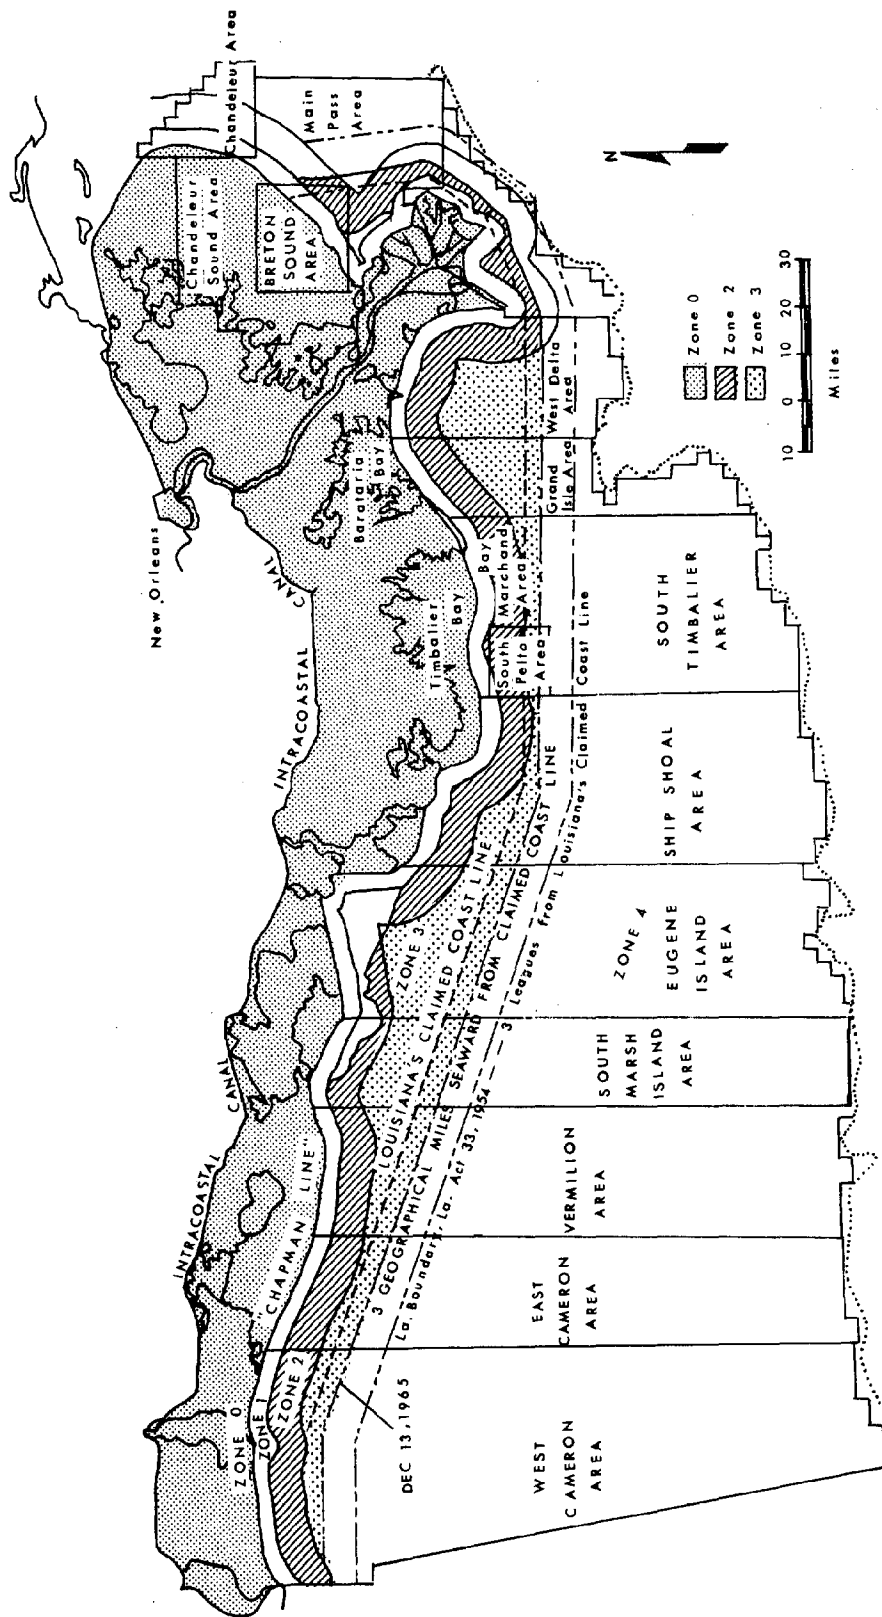 New Orleans
INTRACOASTAL
CANAL
INTRACOASTAL
CANAL
Chandeleur Area
Chandeleur
Sound Area
BRETON
SOUND
AREA
Main
Pass
Area
Barataria
Bay
Timbalier
Bay
ZONE 0
ZONE 1
ZONE 2
"CHAPMAN LINE"
ZONE 3
LOUISIANA'S CLAIMED COAST LINE
3 GEOGRAPHICAL MILES SEAWARD FROM CLAIMED COAST LINE
La. Boundary, La. Act 33, 1954 — 3 Leagues from Louisiana's Claimed Coast Line
DEC 13, 1965
South
Pelto
Area
Bay
Marchand
Area
Grand
Isle Area
West Delta
Area
WEST
CAMERON
AREA
EAST
CAMERON
AREA
VERMILION
AREA
SOUTH
MARSH
ISLAND
AREA
ZONE 4
EUGENE
ISLAND
AREA
SHIP SHOAL
AREA
SOUTH
TIMBALIER
AREA
N
Zone 0
Zone 2
Zone 3
10 0 10 20 30
Miles